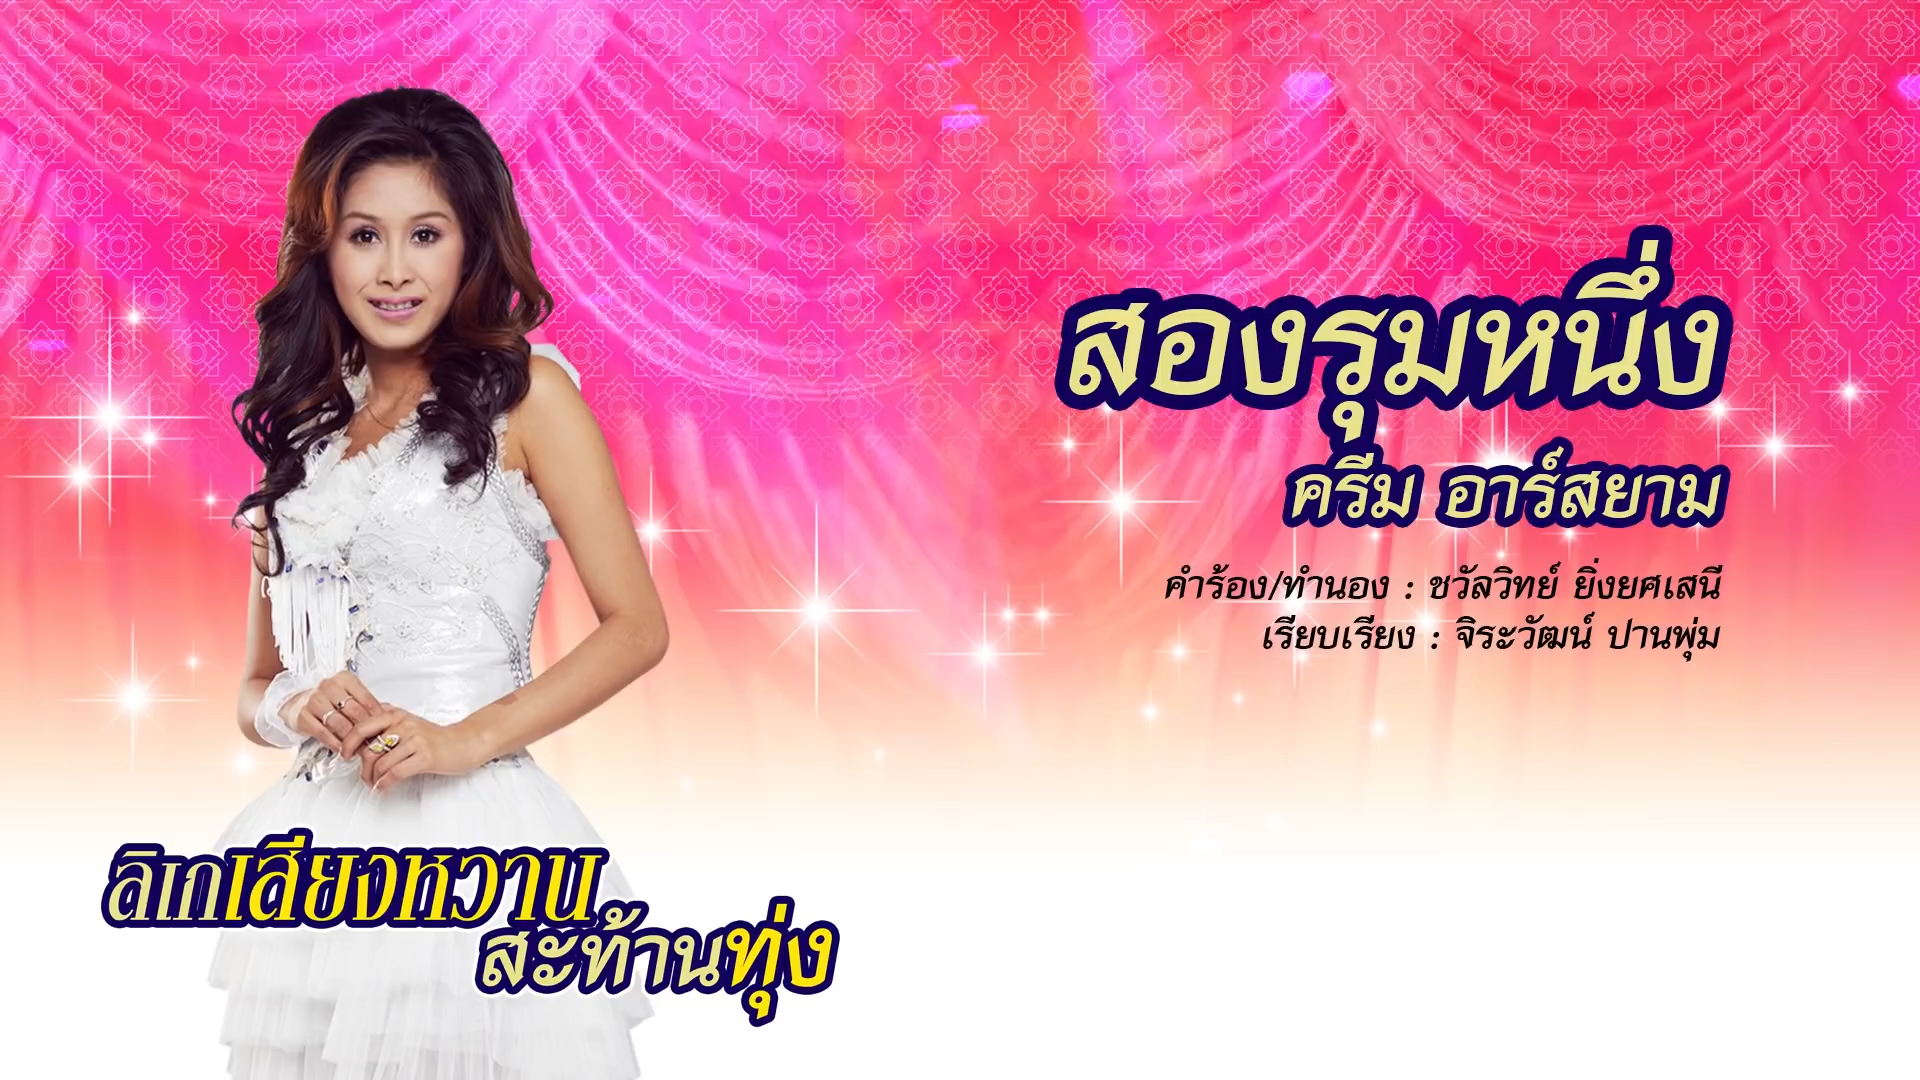 สองรุมหนึ่ง
ครีม อาร์สยาม
คำร้อง/ทำนอง : ชวัลวิทย์ ยิ่งยศเสนี
เรียบเรียง : จิระวัฒน์ ปานพุ่ม
ลิเกเสียงหวาน
สะท้านทุ่ง